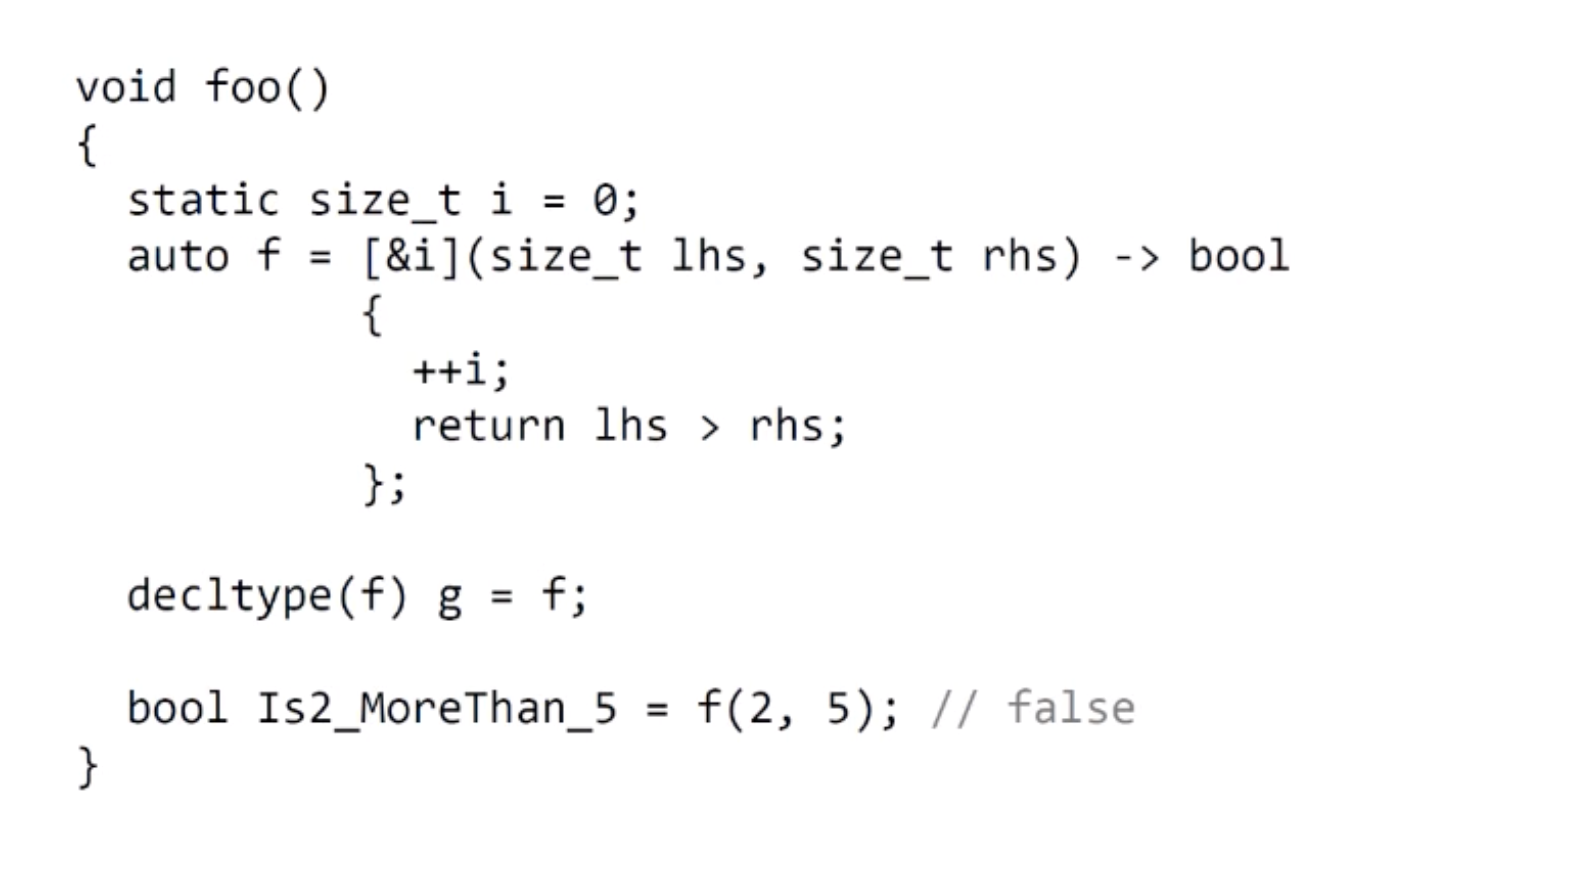 void foo()
{
  static size_t i = 0;
  auto f = [&i](size_t lhs, size_t rhs) -> bool
           {
             ++i;
             return lhs > rhs;
           };
  decltype(f) g = f;
  bool Is2_MoreThan_5 = f(2, 5); // false
}